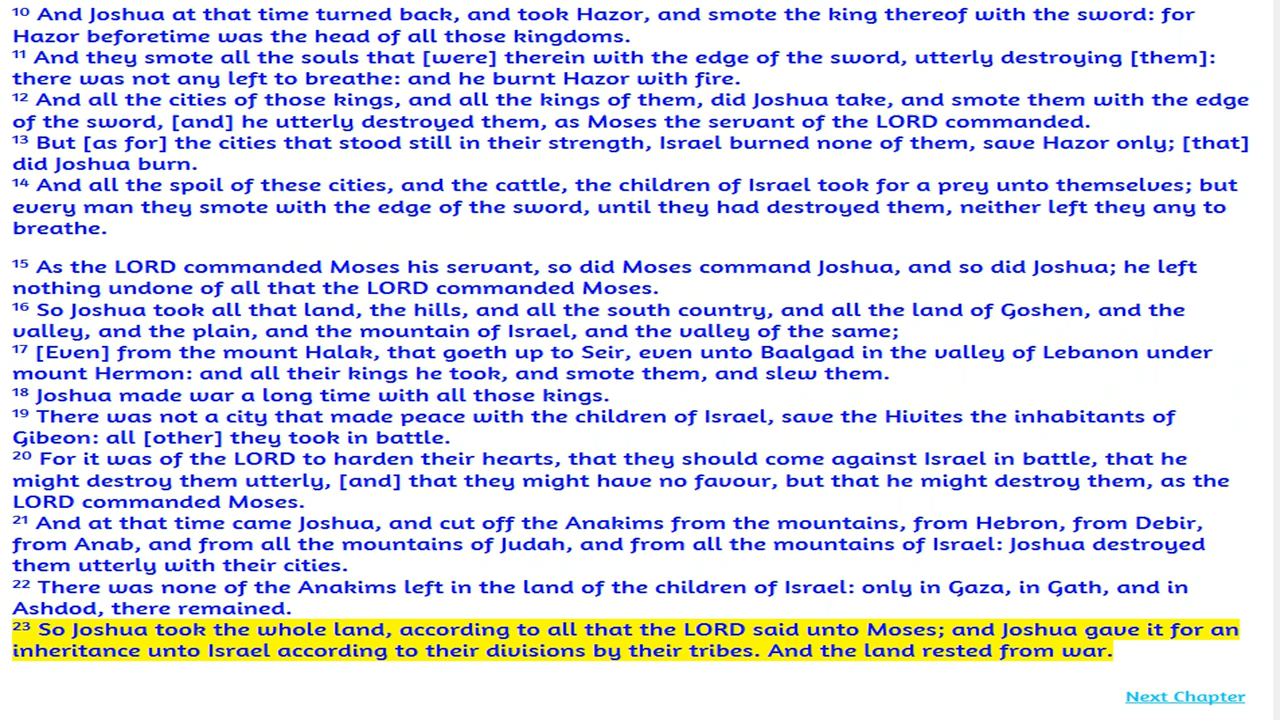 ¹⁰ And Joshua at that time turned back, and took Hazor, and smote the king thereof with the sword: for
Hazor beforetime was the head of all those kingdoms.
¹¹ And they smote all the souls that [were] therein with the edge of the sword, utterly destroying [them]:
there was not any left to breathe: and he burnt Hazor with fire.
¹² And all the cities of those kings, and all the kings of them, did Joshua take, and smote them with the edge
of the sword, [and] he utterly destroyed them, as Moses the servant of the LORD commanded.
¹³ But [as for] the cities that stood still in their strength, Israel burned none of them, save Hazor only; [that]
did Joshua burn.
¹⁴ And all the spoil of these cities, and the cattle, the children of Israel took for a prey unto themselves; but
every man they smote with the edge of the sword, until they had destroyed them, neither left they any to
breathe.
¹⁵ As the LORD commanded Moses his servant, so did Moses command Joshua, and so did Joshua; he left
nothing undone of all that the LORD commanded Moses.
¹⁶ So Joshua took all that land, the hills, and all the south country, and all the land of Goshen, and the
valley, and the plain, and the mountain of Israel, and the valley of the same;
¹⁷ [Even] from the mount Halak, that goeth up to Seir, even unto Baalgad in the valley of Lebanon under
mount Hermon: and all their kings he took, and smote them, and slew them.
¹⁸ Joshua made war a long time with all those kings.
¹⁹ There was not a city that made peace with the children of Israel, save the Hivites the inhabitants of
Gibeon: all [other] they took in battle.
²⁰ For it was of the LORD to harden their hearts, that they should come against Israel in battle, that he
might destroy them utterly, [and] that they might have no favour, but that he might destroy them, as the
LORD commanded Moses.
²¹ And at that time came Joshua, and cut off the Anakims from the mountains, from Hebron, from Debir,
from Anab, and from all the mountains of Judah, and from all the mountains of Israel: Joshua destroyed
them utterly with their cities.
²² There was none of the Anakims left in the land of the children of Israel: only in Gaza, in Gath, and in
Ashdod, there remained.
²³ So Joshua took the whole land, according to all that the LORD said unto Moses; and Joshua gave it for an
inheritance unto Israel according to their divisions by their tribes. And the land rested from war.
Next Chapter